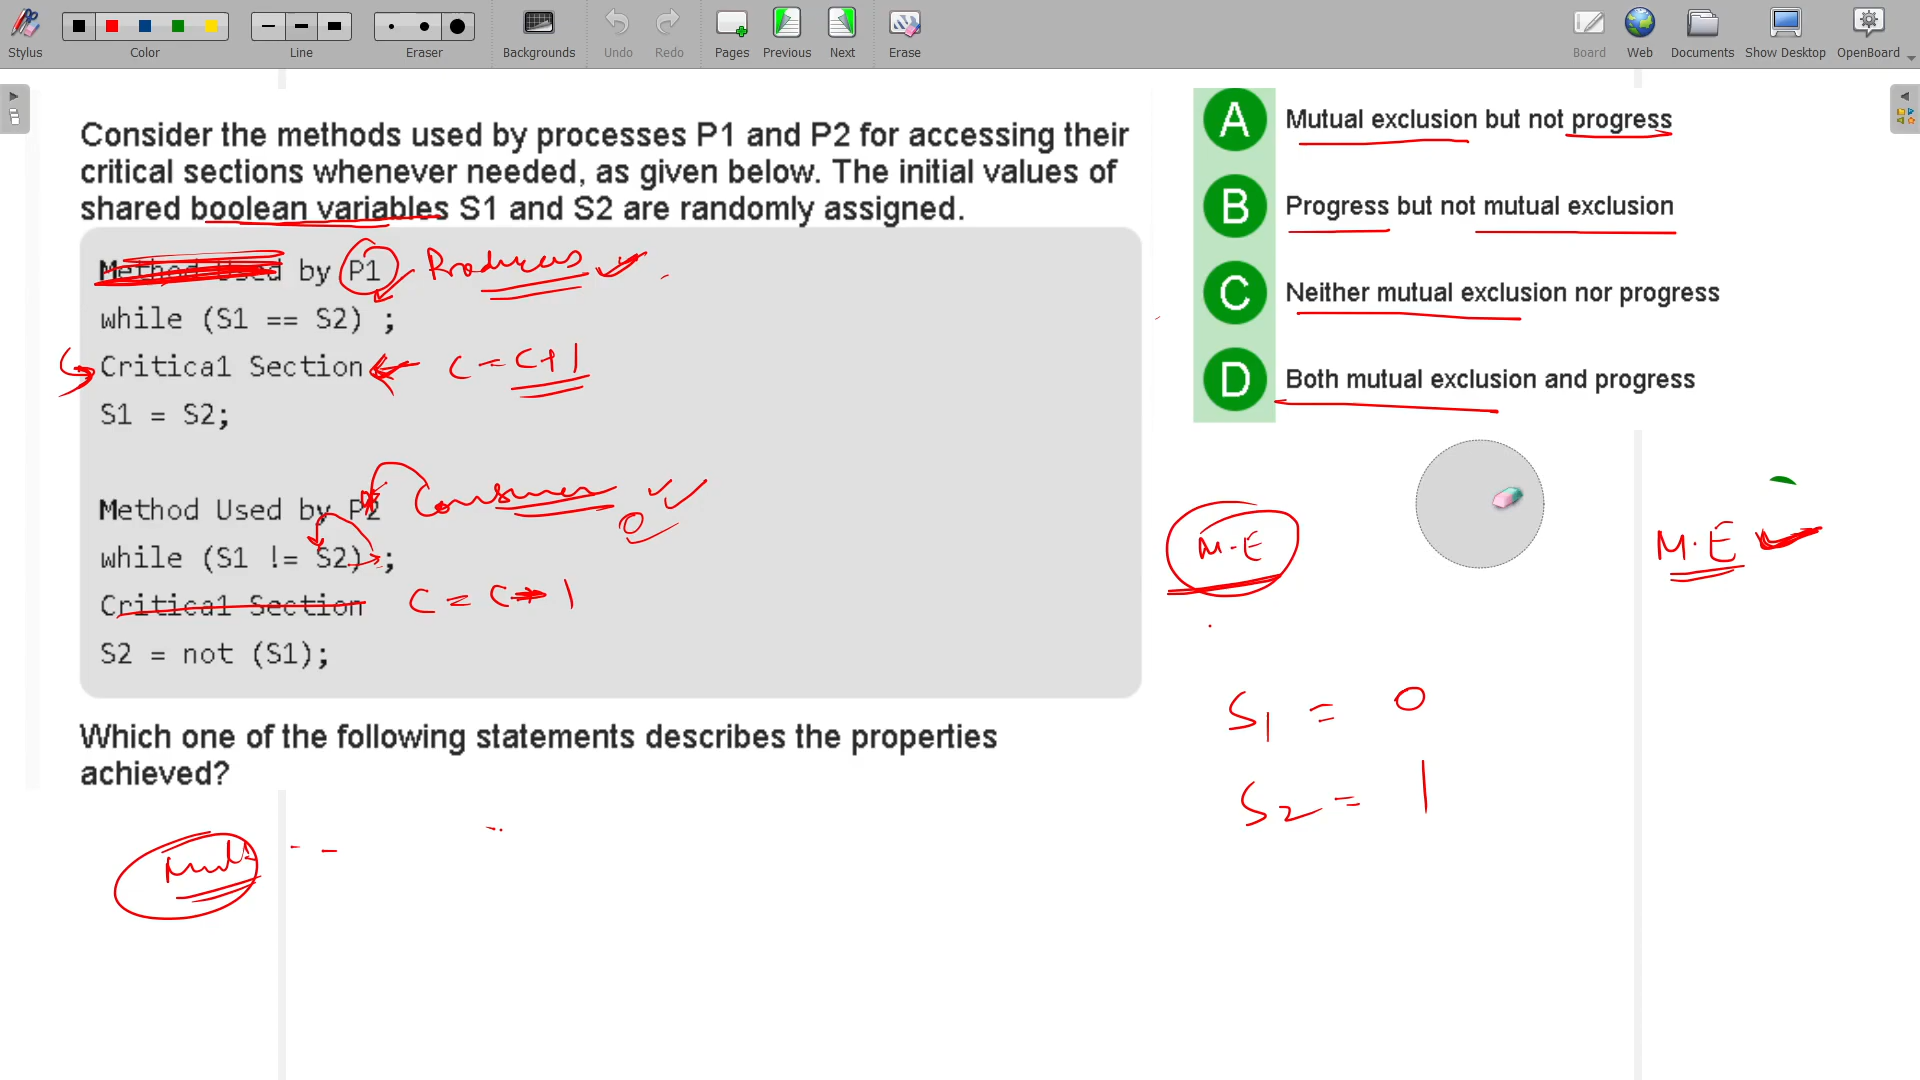 Stylus
Color
Line
Eraser
Backgrounds
Undo
Redo
Pages
Previous
Next
Erase
Board
Web
Documents
Show Desktop
OpenBoard
Consider the methods used by processes P1 and P2 for accessing their
critical sections whenever needed, as given below. The initial values of
shared boolean variables S1 and S2 are randomly assigned.
Method Used by P1
while (S1 == S2) ;
Critical Section
C = C+1
S1 = S2;
Method Used by P2
Consumer
0
while (S1 != S2) ;
Critical Section
S2 = not (S1);
Which one of the following statements describes the properties
achieved?
A Mutual exclusion but not progress
B Progress but not mutual exclusion
C Neither mutual exclusion nor progress
D Both mutual exclusion and progress
M.E
M.E
S1 = 0
S2 = 1